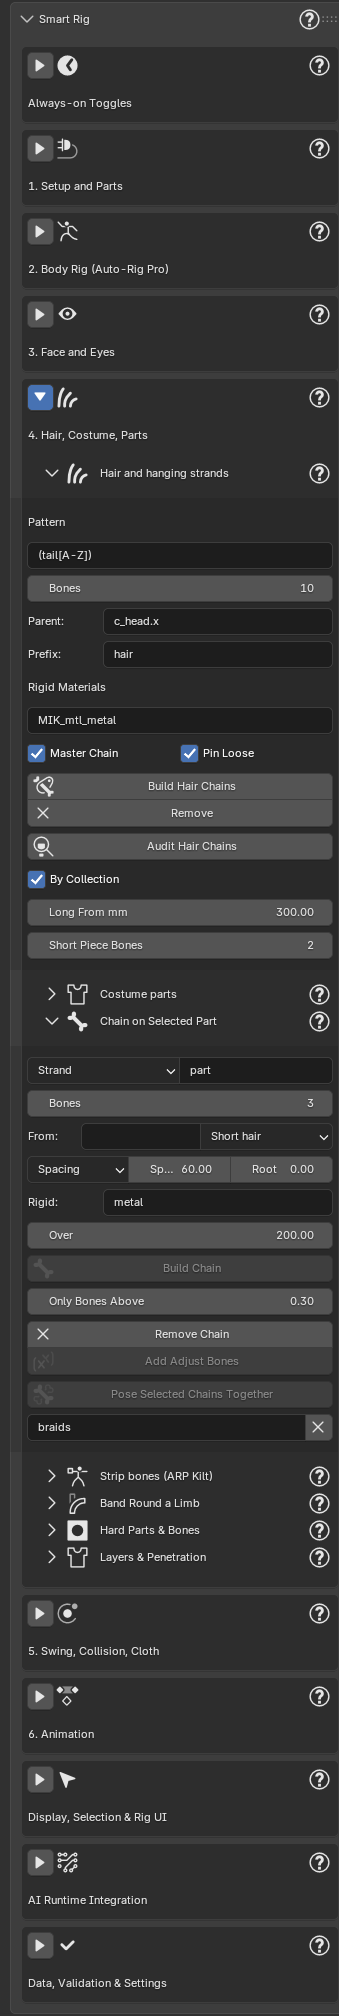 Smart Rig
Always-on Toggles
1. Setup and Parts
2. Body Rig (Auto-Rig Pro)
3. Face and Eyes
4. Hair, Costume, Parts
Hair and hanging strands
Pattern
(tail[A-Z])
Bones 10
Parent: c_head.x
Prefix: hair
Rigid Materials
MIK_mtl_metal
Master Chain Pin Loose
Build Hair Chains
Remove
Audit Hair Chains
By Collection
Long From mm 300.00
Short Piece Bones 2
Costume parts
Chain on Selected Part
Strand part
Bones 3
From: Short hair
Spacing Sp... 60.00 Root 0.00
Rigid: metal
Over 200.00
Build Chain
Only Bones Above 0.30
Remove Chain
Add Adjust Bones
Pose Selected Chains Together
braids
Strip bones (ARP Kilt)
Band Round a Limb
Hard Parts & Bones
Layers & Penetration
5. Swing, Collision, Cloth
6. Animation
Display, Selection & Rig UI
AI Runtime Integration
Data, Validation & Settings